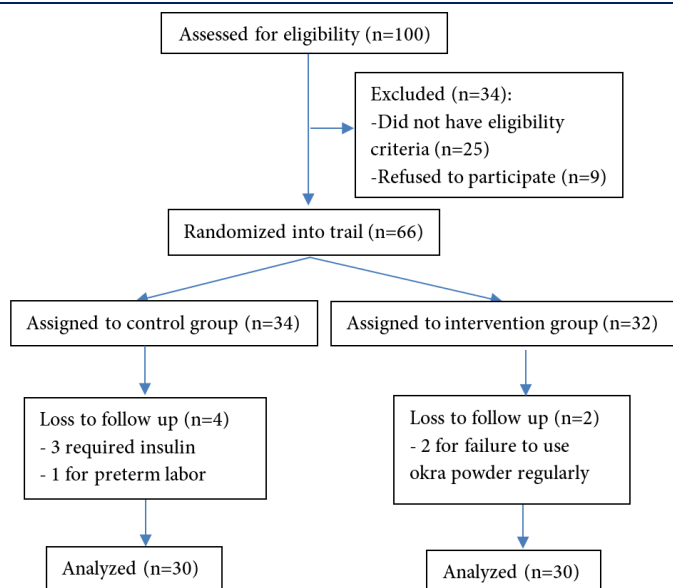 Assessed for eligibility (n=100)
Excluded (n=34):
-Did not have eligibility
criteria (n=25)
-Refused to participate (n=9)
Randomized into trail (n=66)
Assigned to control group (n=34)
Assigned to intervention group (n=32)
Loss to follow up (n=4)
- 3 required insulin
- 1 for preterm labor
Loss to follow up (n=2)
- 2 for failure to use
okra powder regularly
Analyzed (n=30)
Analyzed (n=30)